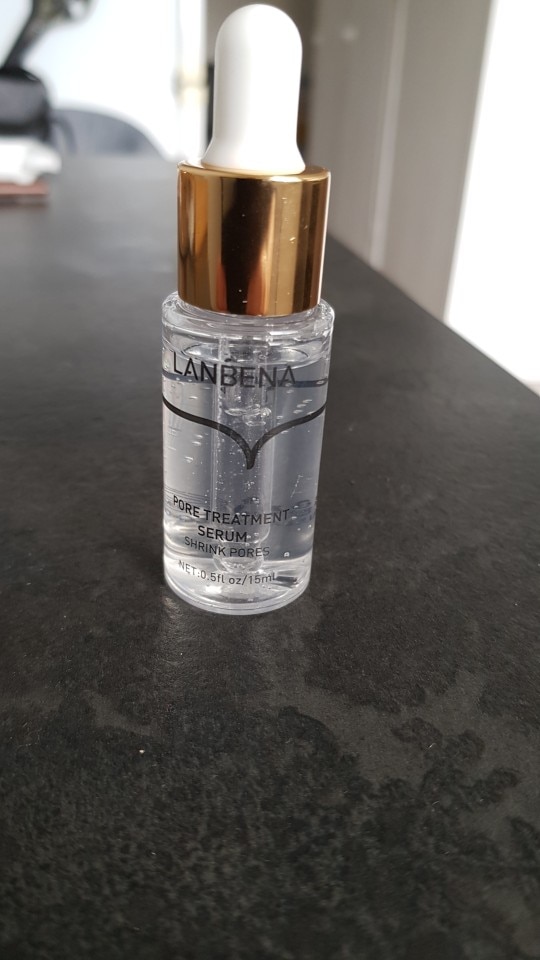 LANBENA
PORE TREATMENT
SERUM
SHRINK PORES
NET:0.5fl oz/15ml